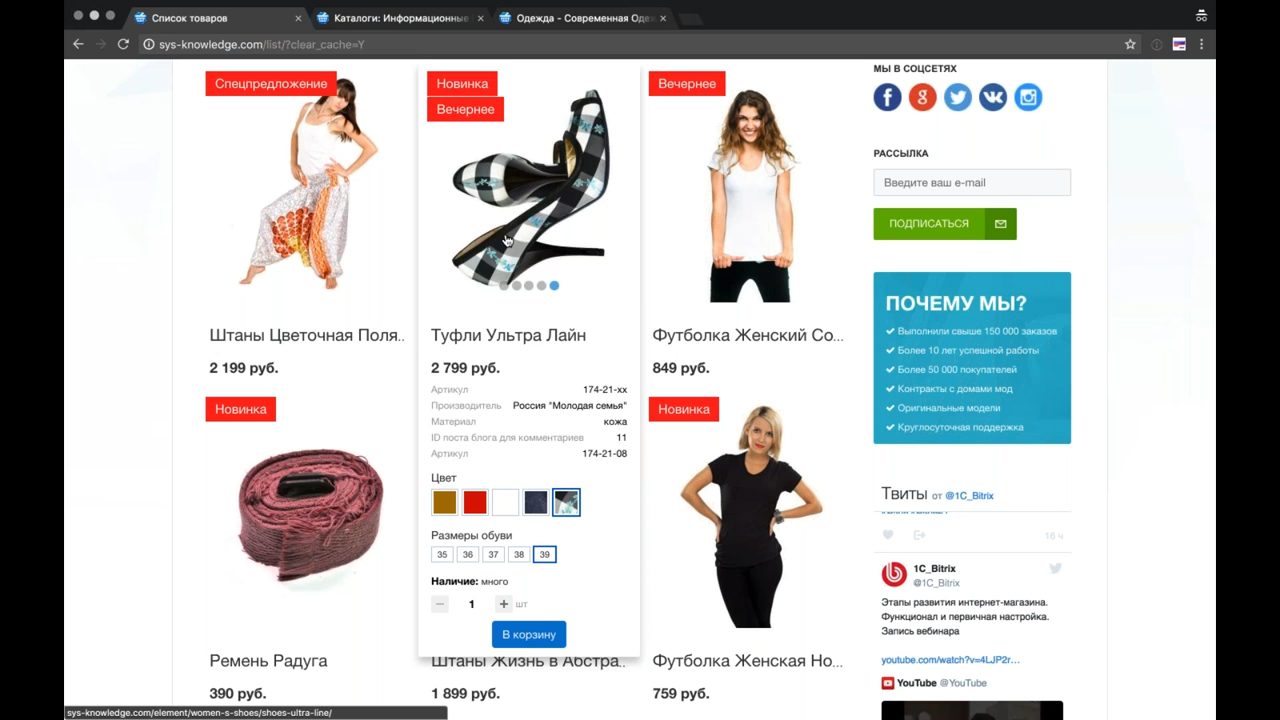 Список товаров
Каталоги: Информационные
Одежда - Современная Одеж
sys-knowledge.com/list/?clear_cache=Y
Спецпредложение
Новинка
Вечернее
Вечернее
Штаны Цветочная Поля..
2 199 руб.
Туфли Ультра Лайн
2 799 руб.
Футболка Женский Со...
849 руб.
Артикул 174-21-xx
Производитель Россия "Молодая семья"
Материал кожа
ID поста блога для комментариев 11
Артикул 174-21-08
Цвет
Размеры обуви
35 36 37 38 39
Наличие: много
1 шт
В корзину
Новинка
Новинка
Ремень Радуга
390 руб.
Штаны Жизнь в Абстра..
1 899 руб.
Футболка Женская Но...
759 руб.
МЫ В СОЦСЕТЯХ
РАССЫЛКА
Введите ваш e-mail
ПОДПИСАТЬСЯ
ПОЧЕМУ МЫ?
Выполнили свыше 150 000 заказов
Более 10 лет успешной работы
Более 50 000 покупателей
Контракты с домами мод
Оригинальные модели
Круглосуточная поддержка
Твиты от @1C_Bitrix
18 ч
1C_Bitrix
@1C_Bitrix
Этапы развития интернет-магазина.
Функционал и первичная настройка.
Запись вебинара
youtube.com/watch?v=4LJP2r...
YouTube @YouTube
sys-knowledge.com/element/women-s-shoes/shoes-ultra-line/